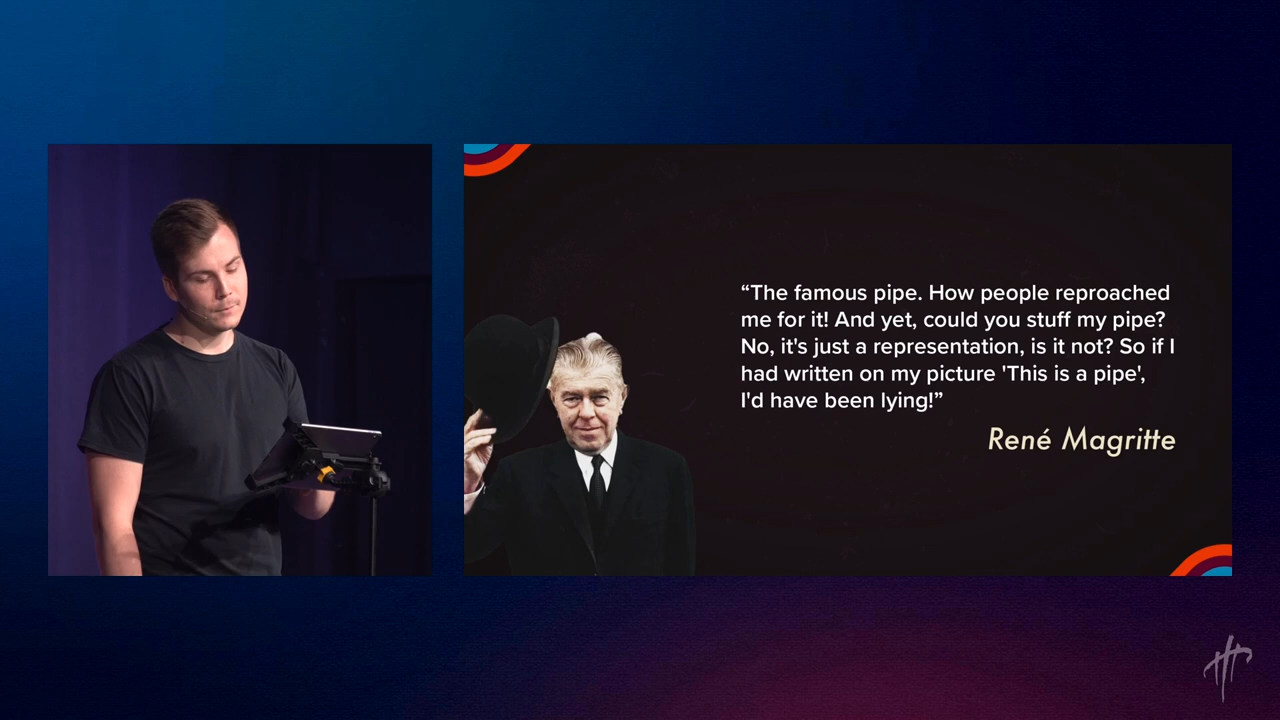 “The famous pipe. How people reproached
me for it! And yet, could you stuff my pipe?
No, it's just a representation, is it not? So if I
had written on my picture 'This is a pipe',
I'd have been lying!”
René Magritte